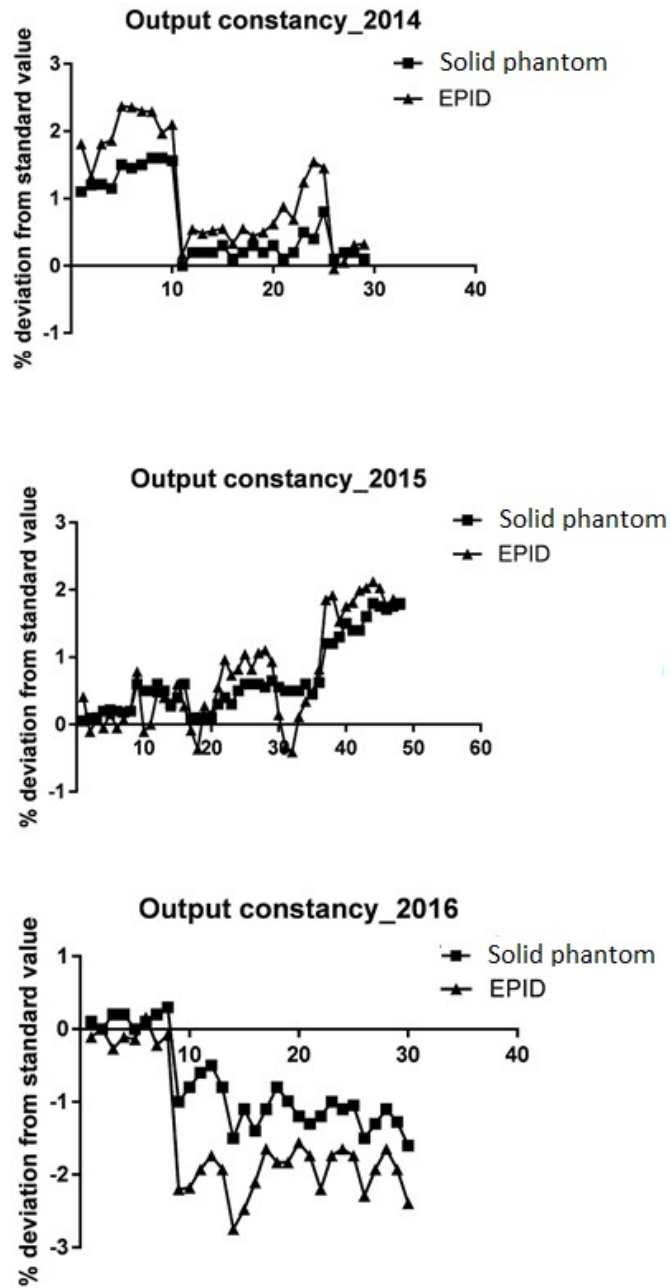 Output constancy_2014
Solid phantom
EPID
% deviation from standard value
3
2
1
0
-1
10
20
30
40
Output constancy_2015
Solid phantom
EPID
% deviation from standard value
3
2
1
0
-1
10
20
30
40
50
60
Output constancy_2016
Solid phantom
EPID
% deviation from standard value
1
0
-1
-2
-3
10
20
30
40